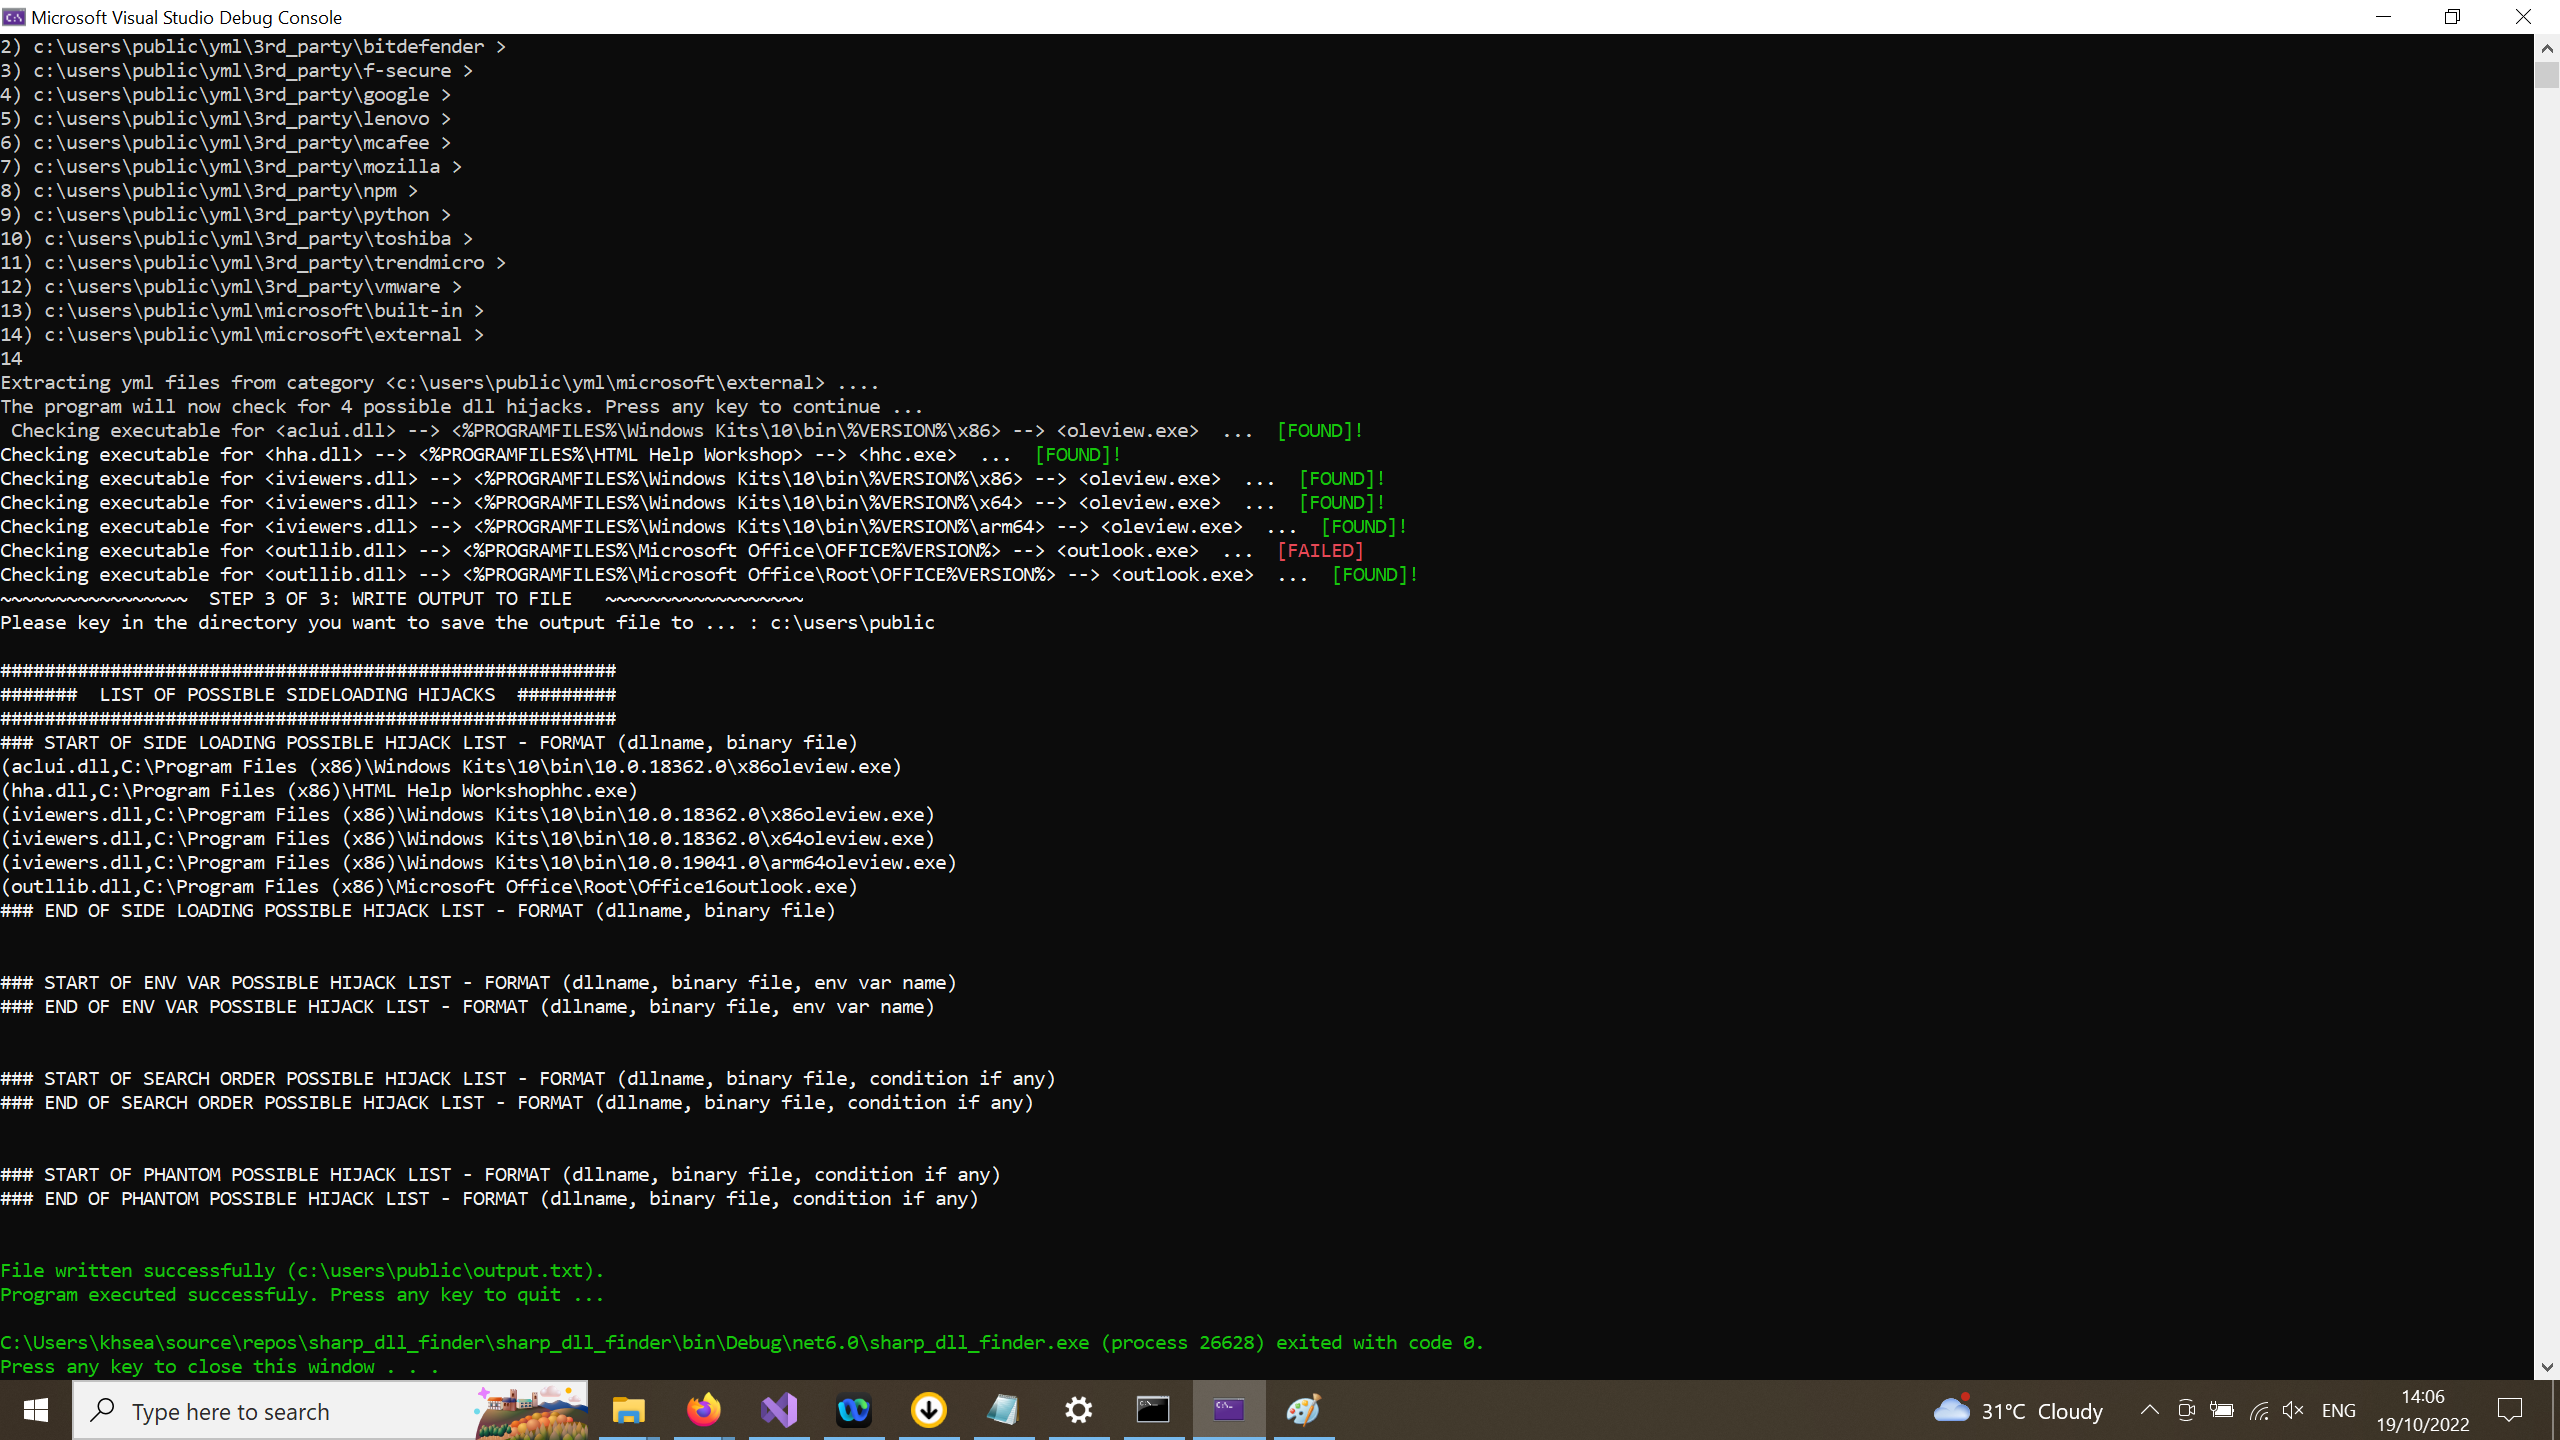 Microsoft Visual Studio Debug Console
2) c:\users\public\yml\3rd_party\bitdefender >
3) c:\users\public\yml\3rd_party\f-secure >
4) c:\users\public\yml\3rd_party\google >
5) c:\users\public\yml\3rd_party\lenovo >
6) c:\users\public\yml\3rd_party\mcafee >
7) c:\users\public\yml\3rd_party\mozilla >
8) c:\users\public\yml\3rd_party\npm >
9) c:\users\public\yml\3rd_party\python >
10) c:\users\public\yml\3rd_party\toshiba >
11) c:\users\public\yml\3rd_party\trendmicro >
12) c:\users\public\yml\3rd_party\vmware >
13) c:\users\public\yml\microsoft\built-in >
14) c:\users\public\yml\microsoft\external >
14
Extracting yml files from category <c:\users\public\yml\microsoft\external> ....
The program will now check for 4 possible dll hijacks. Press any key to continue ...
Checking executable for <aclui.dll> --> <%PROGRAMFILES%\Windows Kits\10\bin\%VERSION%\x86> --> <oleview.exe>  ...  [FOUND]!
Checking executable for <hha.dll> --> <%PROGRAMFILES%\HTML Help Workshop> --> <hhc.exe>  ...  [FOUND]!
Checking executable for <iviewers.dll> --> <%PROGRAMFILES%\Windows Kits\10\bin\%VERSION%\x86> --> <oleview.exe>  ...  [FOUND]!
Checking executable for <iviewers.dll> --> <%PROGRAMFILES%\Windows Kits\10\bin\%VERSION%\x64> --> <oleview.exe>  ...  [FOUND]!
Checking executable for <iviewers.dll> --> <%PROGRAMFILES%\Windows Kits\10\bin\%VERSION%\arm64> --> <oleview.exe>  ...  [FOUND]!
Checking executable for <outllib.dll> --> <%PROGRAMFILES%\Microsoft Office\OFFICE%VERSION%> --> <outlook.exe>  ...  [FAILED]
Checking executable for <outllib.dll> --> <%PROGRAMFILES%\Microsoft Office\Root\OFFICE%VERSION%> --> <outlook.exe>  ...  [FOUND]!
~~~~~~~~~~~~~~~~~  STEP 3 OF 3: WRITE OUTPUT TO FILE   ~~~~~~~~~~~~~~~~~~
Please key in the directory you want to save the output file to ... : c:\users\public
########################################################
#######  LIST OF POSSIBLE SIDELOADING HIJACKS  #########
########################################################
### START OF SIDE LOADING POSSIBLE HIJACK LIST - FORMAT (dllname, binary file)
(aclui.dll,C:\Program Files (x86)\Windows Kits\10\bin\10.0.18362.0\x86oleview.exe)
(hha.dll,C:\Program Files (x86)\HTML Help Workshophhc.exe)
(iviewers.dll,C:\Program Files (x86)\Windows Kits\10\bin\10.0.18362.0\x86oleview.exe)
(iviewers.dll,C:\Program Files (x86)\Windows Kits\10\bin\10.0.18362.0\x64oleview.exe)
(iviewers.dll,C:\Program Files (x86)\Windows Kits\10\bin\10.0.19041.0\arm64oleview.exe)
(outllib.dll,C:\Program Files (x86)\Microsoft Office\Root\Office16outlook.exe)
### END OF SIDE LOADING POSSIBLE HIJACK LIST - FORMAT (dllname, binary file)
### START OF ENV VAR POSSIBLE HIJACK LIST - FORMAT (dllname, binary file, env var name)
### END OF ENV VAR POSSIBLE HIJACK LIST - FORMAT (dllname, binary file, env var name)
### START OF SEARCH ORDER POSSIBLE HIJACK LIST - FORMAT (dllname, binary file, condition if any)
### END OF SEARCH ORDER POSSIBLE HIJACK LIST - FORMAT (dllname, binary file, condition if any)
### START OF PHANTOM POSSIBLE HIJACK LIST - FORMAT (dllname, binary file, condition if any)
### END OF PHANTOM POSSIBLE HIJACK LIST - FORMAT (dllname, binary file, condition if any)
File written successfully (c:\users\public\output.txt).
Program executed successfuly. Press any key to quit ...
C:\Users\khsea\source\repos\sharp_dll_finder\sharp_dll_finder\bin\Debug\net6.0\sharp_dll_finder.exe (process 26628) exited with code 0.
Press any key to close this window . . .
Type here to search
31°C Cloudy
ENG
14:06
19/10/2022